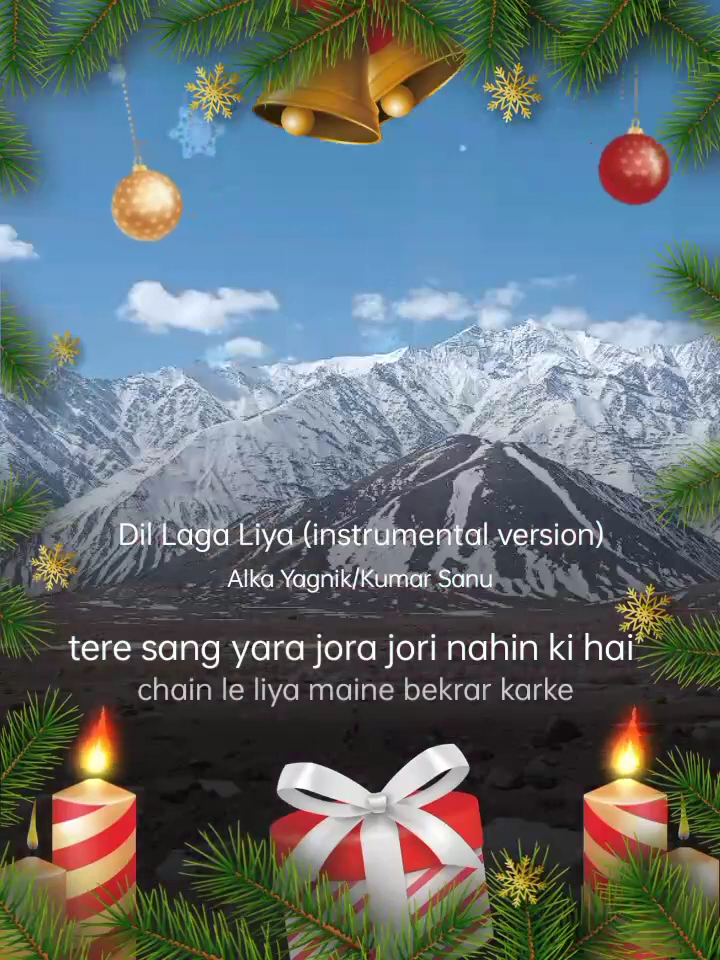 Dil Laga Liya (instrumental version)
Alka Yagnik/Kumar Sanu
tere sang yara jora jori nahin ki hai
chain le liya maine bekrar karke